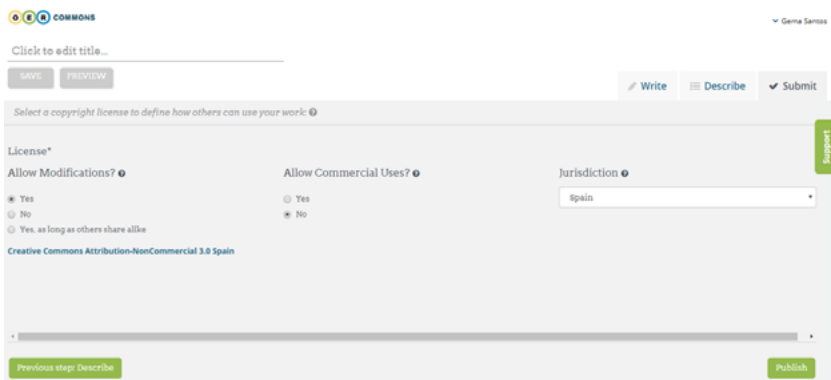 OER COMMONS
Gema Santos
Click to edit title...
SAVE PREVIEW
Write Describe Submit
Select a copyright license to define how others can use your work:
Support
License*
Allow Modifications? Allow Commercial Uses? Jurisdiction
Yes Yes Spain
No No
Yes, as long as others share alike
Creative Commons Attribution-NonCommercial 3.0 Spain
Previous step: Describe Publish